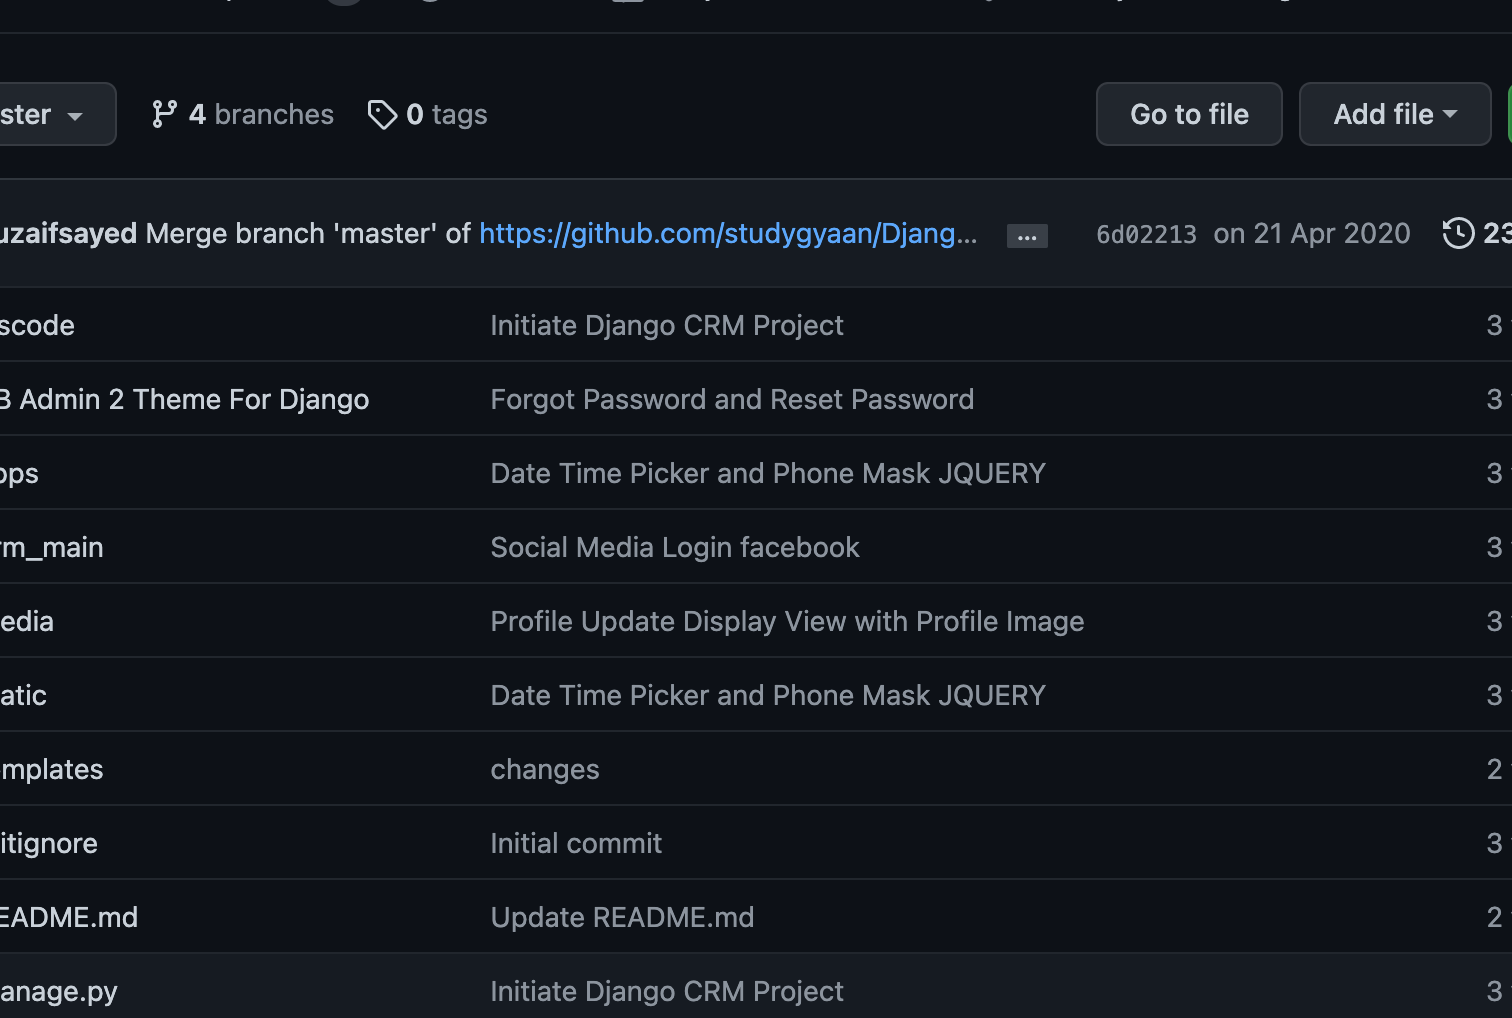 ster 4 branches 0 tags Go to file Add file
uzaifsayed Merge branch 'master' of https://github.com/studygyaan/Djang... ... 6d02213 on 21 Apr 2020 23
scode Initiate Django CRM Project 3
B Admin 2 Theme For Django Forgot Password and Reset Password 3
pps Date Time Picker and Phone Mask JQUERY 3
rm_main Social Media Login facebook 3
edia Profile Update Display View with Profile Image 3
atic Date Time Picker and Phone Mask JQUERY 3
mplates changes 2
itignore Initial commit 3
EADME.md Update README.md 2
anage.py Initiate Django CRM Project 3